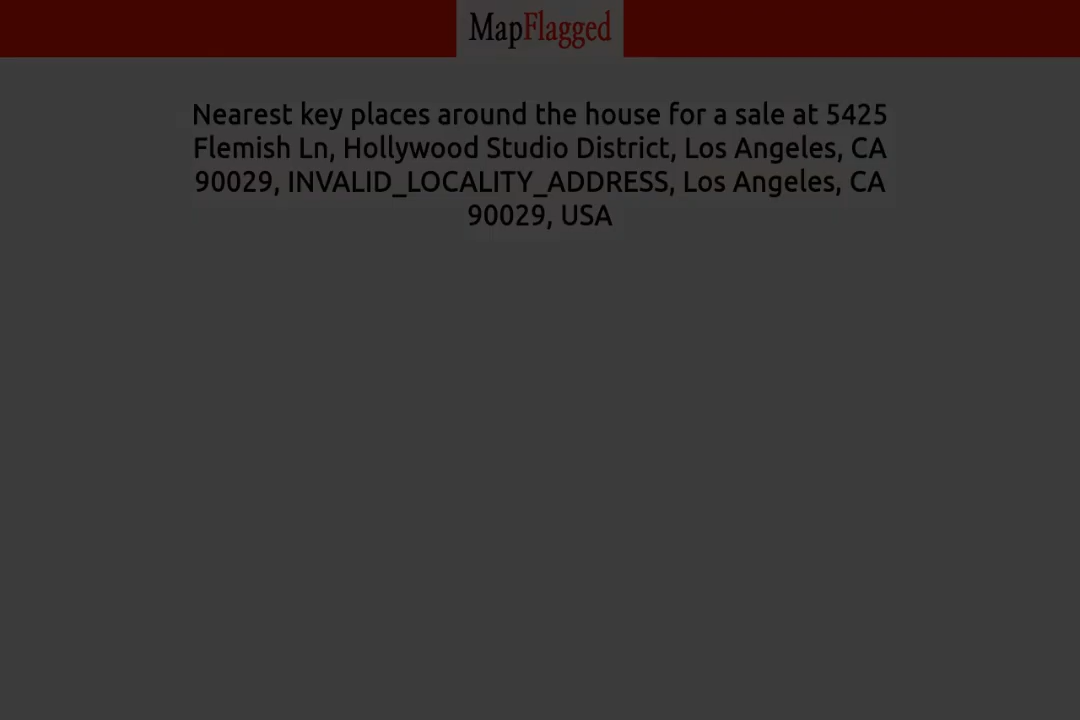 MapFlagged
Nearest key places around the house for a sale at 5425
Flemish Ln, Hollywood Studio District, Los Angeles, CA
90029, INVALID_LOCALITY_ADDRESS, Los Angeles, CA
90029, USA